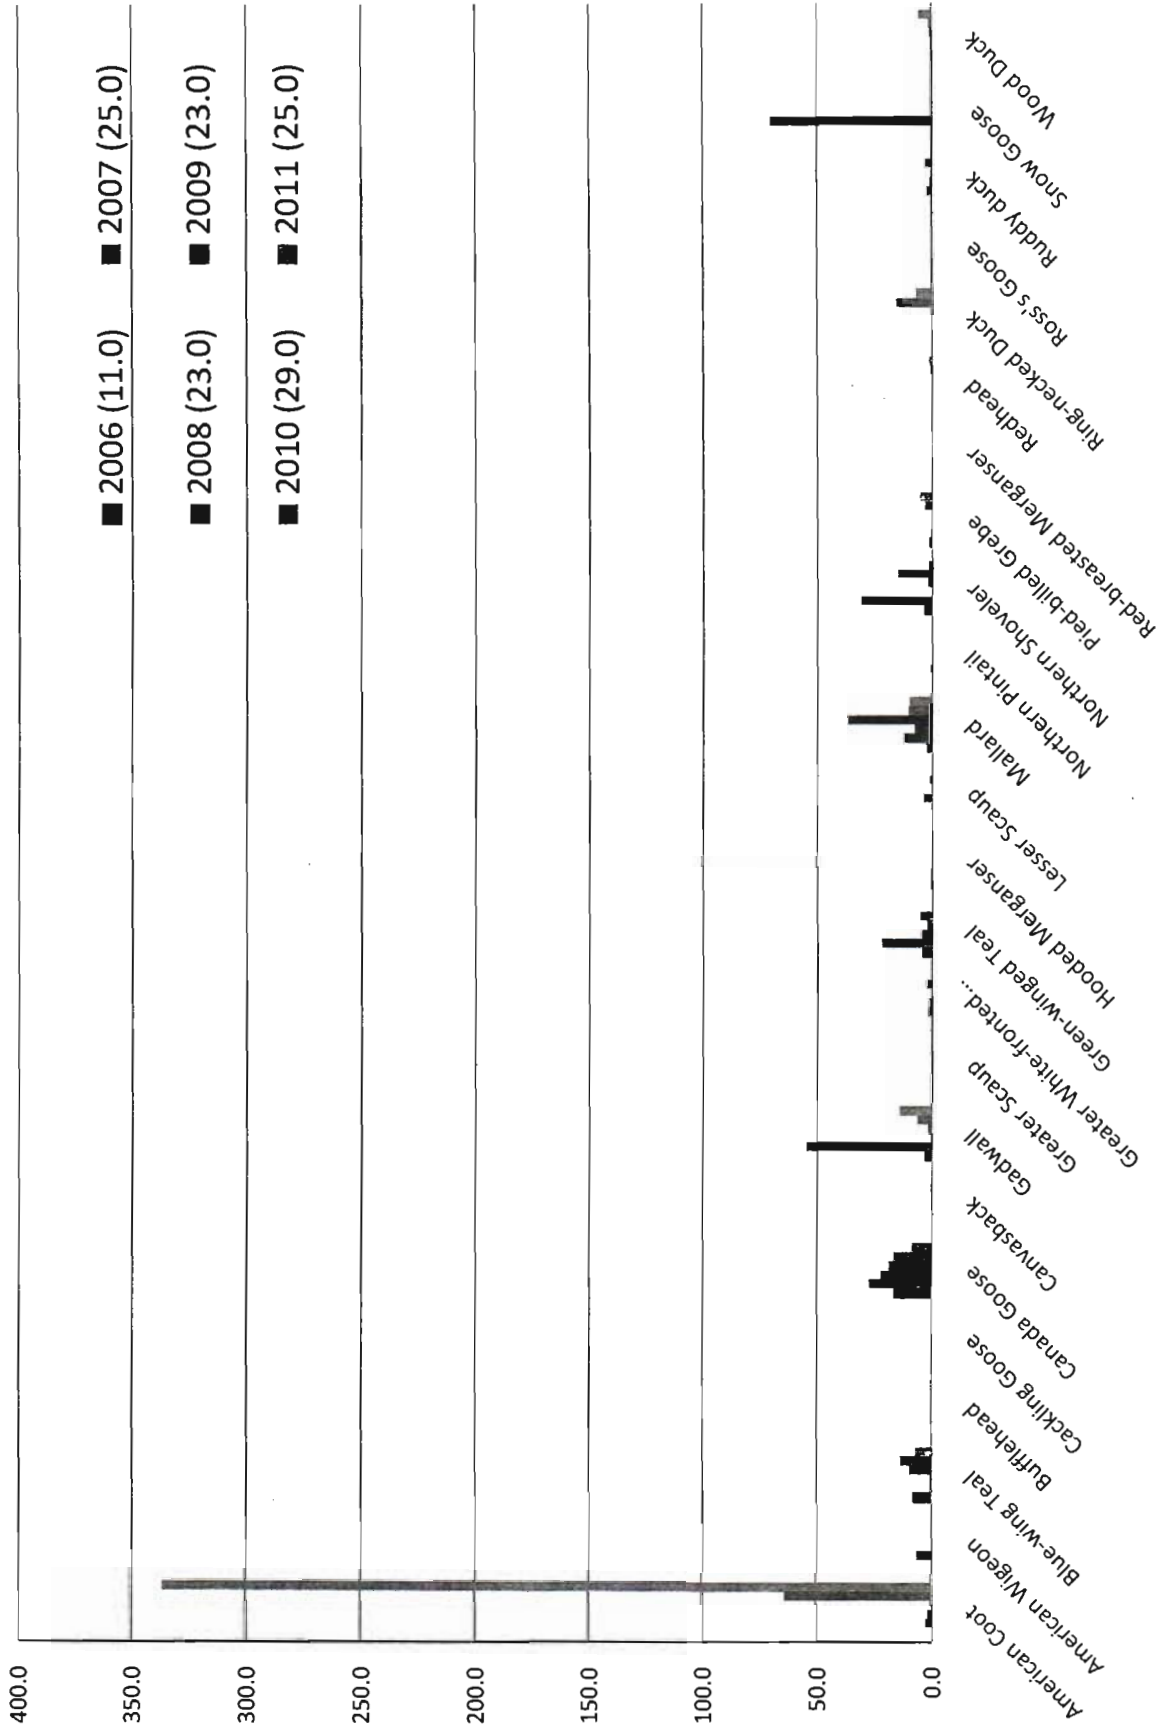 400.0
350.0
300.0
250.0
200.0
150.0
100.0
50.0
0.0
■ 2006 (11.0) ■ 2007 (25.0)
■ 2008 (23.0) ■ 2009 (23.0)
■ 2010 (29.0) ■ 2011 (25.0)
American Coot
American Wigeon
Blue-wing Teal
Bufflehead
Cackling Goose
Canada Goose
Canvasback
Gadwall
Greater Scaup
Greater White-fronted...
Green-winged Teal
Hooded Merganser
Lesser Scaup
Mallard
Northern Pintail
Northern Shoveler
Pied-billed Grebe
Red-breasted Merganser
Redhead
Ring-necked Duck
Ross's Goose
Ruddy duck
Snow Goose
Wood Duck